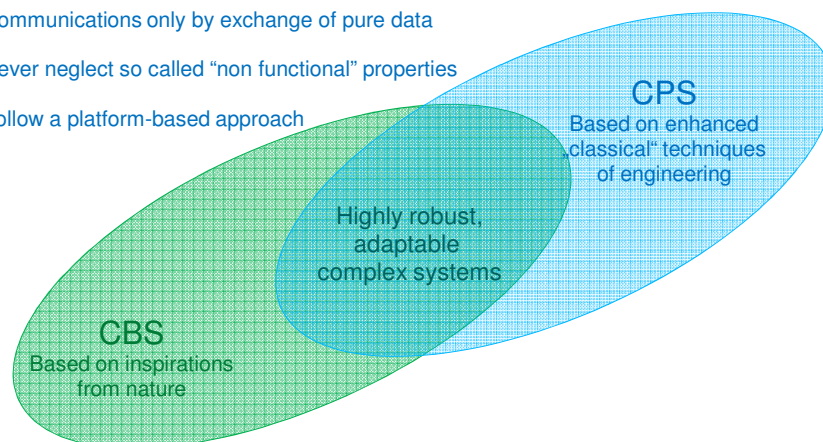 ommunications only by exchange of pure data
ever neglect so called “non functional” properties
ollow a platform-based approach
CPS
Based on enhanced
„classical“ techniques
of engineering
Highly robust,
adaptable
complex systems
CBS
Based on inspirations
from nature